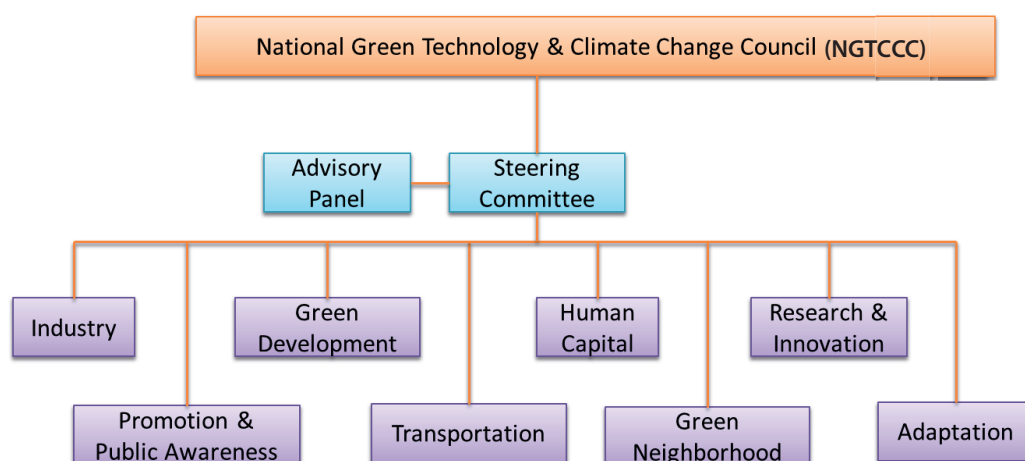 National Green Technology & Climate Change Council (NGTCCC)
Advisory
Panel
Steering
Committee
Industry
Green
Development
Human
Capital
Research &
Innovation
Promotion &
Public Awareness
Transportation
Green
Neighborhood
Adaptation